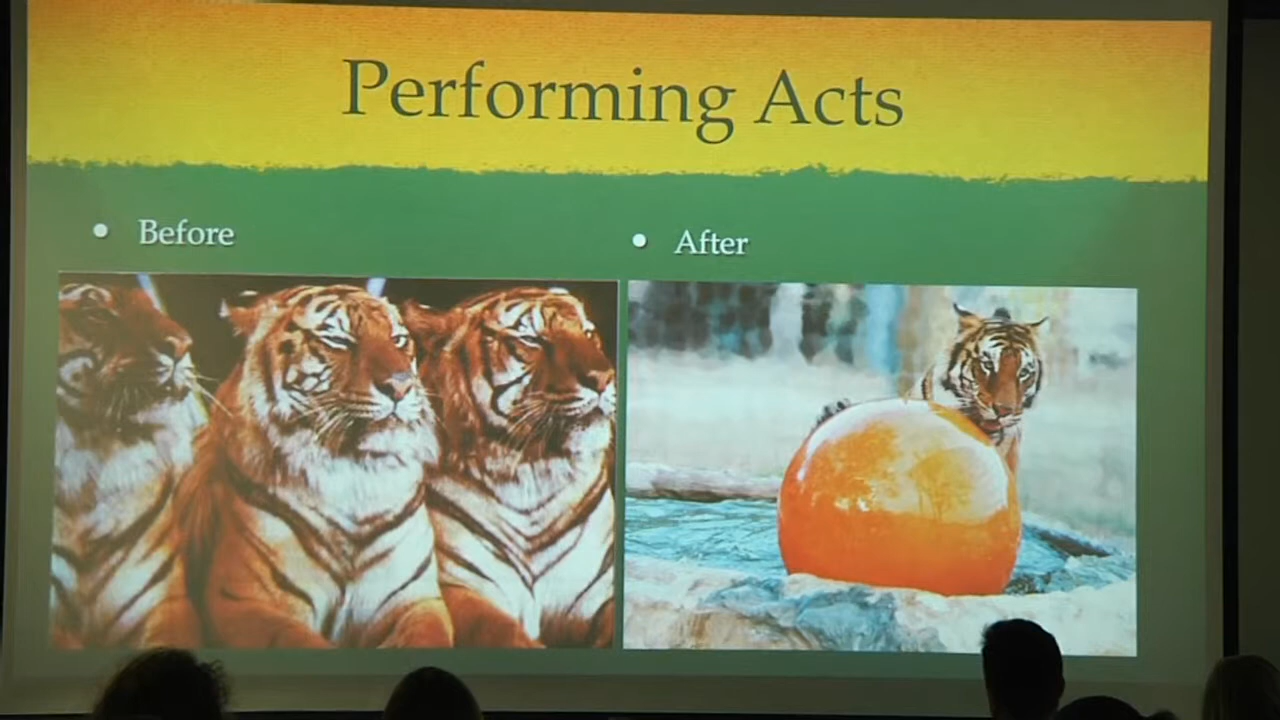 Performing Acts
• Before
• After